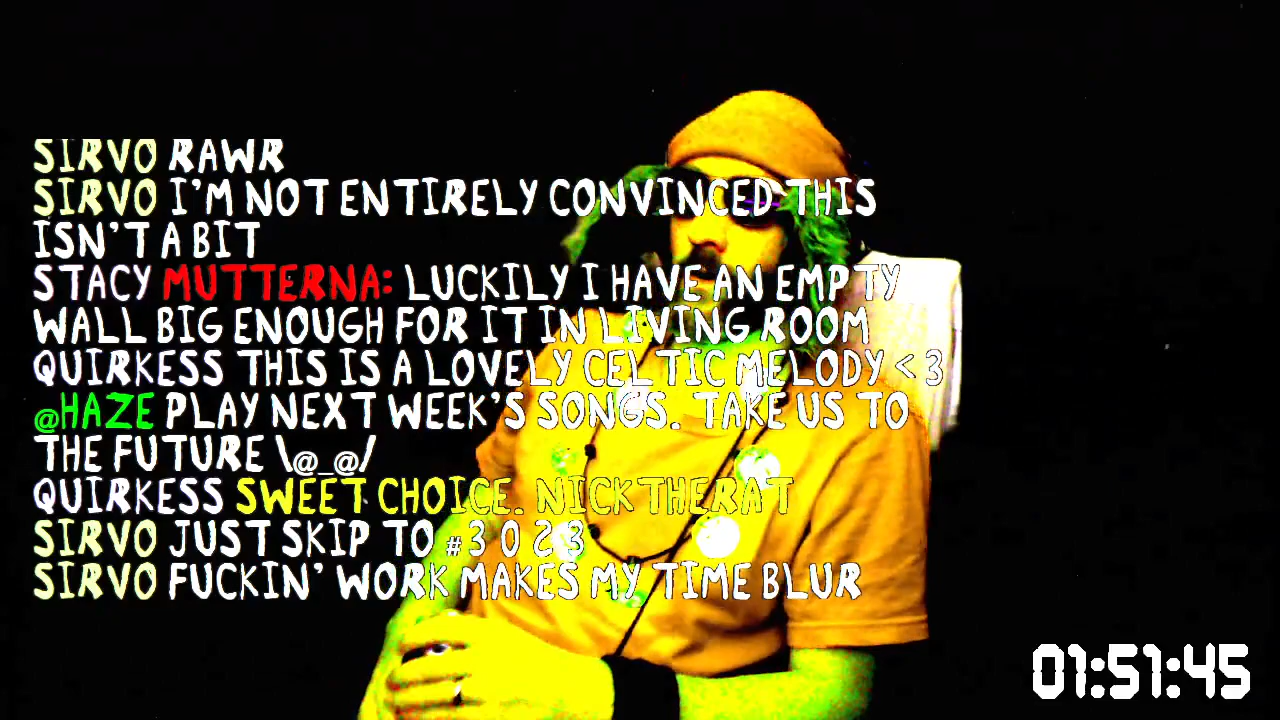 SIRVO RAWR
SIRVO I'M NOT ENTIRELY CONVINCED THIS
ISN'T A BIT
STACY MUTTERNA: LUCKILY I HAVE AN EMPTY
WALL BIG ENOUGH FOR IT IN LIVING ROOM
QUIRKESS THIS IS A LOVELY CELTIC MELODY <3
@HAZE PLAY NEXT WEEK'S SONGS. TAKE US TO
THE FUTURE \@_@/
QUIRKESS SWEET CHOICE. NICKTHERAT
SIRVO JUST SKIP TO #3023
SIRVO FUCKIN' WORK MAKES MY TIME BLUR
01:51:45